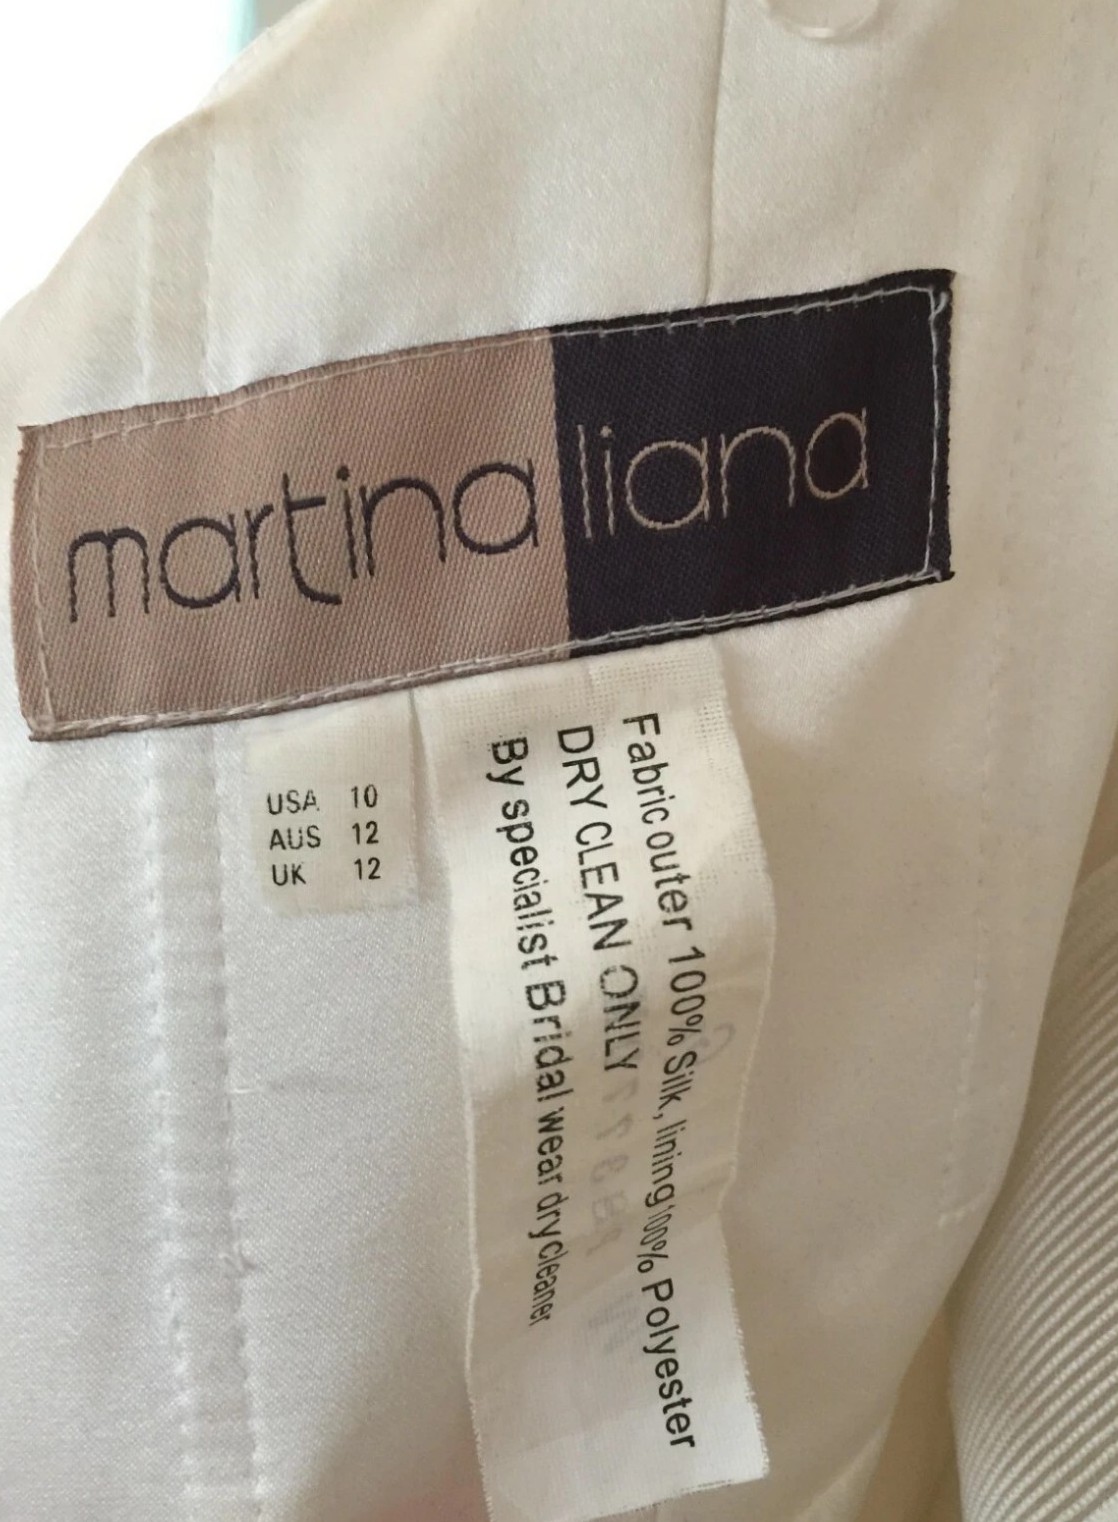 martina liana
USA 10
AUS 12
UK 12
Fabric outer 100% Silk, lining 100% Polyester
DRY CLEAN ONLY
By specialist Bridal wear dry cleaner